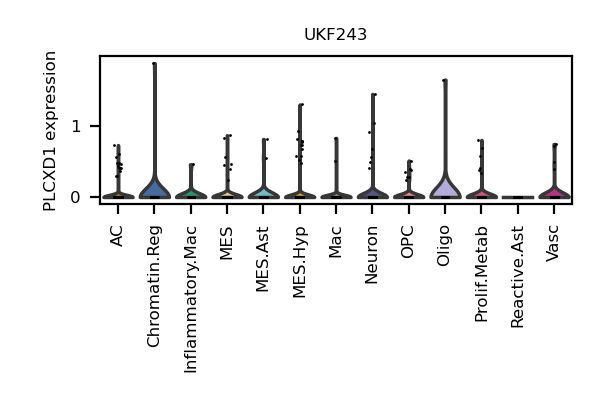 UKF243
PLCXD1 expression
1
0
AC
Chromatin.Reg
Inflammatory.Mac
MES
MES.Ast
MES.Hyp
Mac
Neuron
OPC
Oligo
Prolif.Metab
Reactive.Ast
Vasc